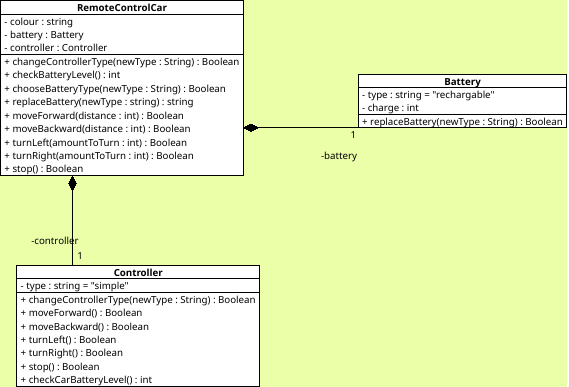 RemoteControlCar
- colour : string
- battery : Battery
- controller : Controller
+ changeControllerType(newType : String) : Boolean
+ checkBatteryLevel() : int
+ chooseBatteryType(newType : String) : Boolean
+ replaceBattery(newType : string) : string
+ moveForward(distance : int) : Boolean
+ moveBackward(distance : int) : Boolean
+ turnLeft(amountToTurn : int) : Boolean
+ turnRight(amountToTurn : int) : Boolean
+ stop() : Boolean
Battery
- type : string = "rechargable"
- charge : int
+ replaceBattery(newType : String) : Boolean
1
-battery
-controller
1
Controller
- type : string = "simple"
+ changeControllerType(newType : String) : Boolean
+ moveForward() : Boolean
+ moveBackward() : Boolean
+ turnLeft() : Boolean
+ turnRight() : Boolean
+ stop() : Boolean
+ checkCarBatteryLevel() : int